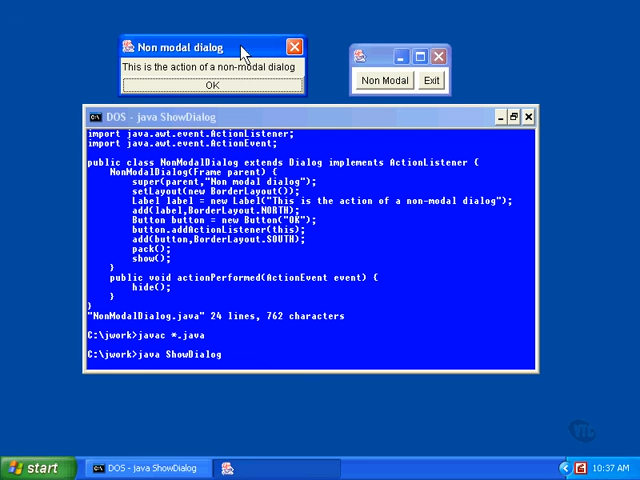 Non modal dialog
This is the action of a non-modal dialog
OK
Non Modal
Exit
C:\ DOS - java ShowDialog
import java.awt.event.ActionListener;
import java.awt.event.ActionEvent;
public class NonModalDialog extends Dialog implements ActionListener {
NonModalDialog(Frame parent) {
super(parent,"Non modal dialog");
setLayout(new BorderLayout());
Label label = new Label("This is the action of a non-modal dialog");
add(label,BorderLayout.NORTH);
Button button = new Button("OK");
button.addActionListener(this);
add(button,BorderLayout.SOUTH);
pack();
show();
}
public void actionPerformed(ActionEvent event) {
hide();
}
}
"NonModalDialog.java" 24 lines, 762 characters
C:\jwork>javac *.java
C:\jwork>java ShowDialog
start
C:\ DOS - java ShowDialog
10:37 AM